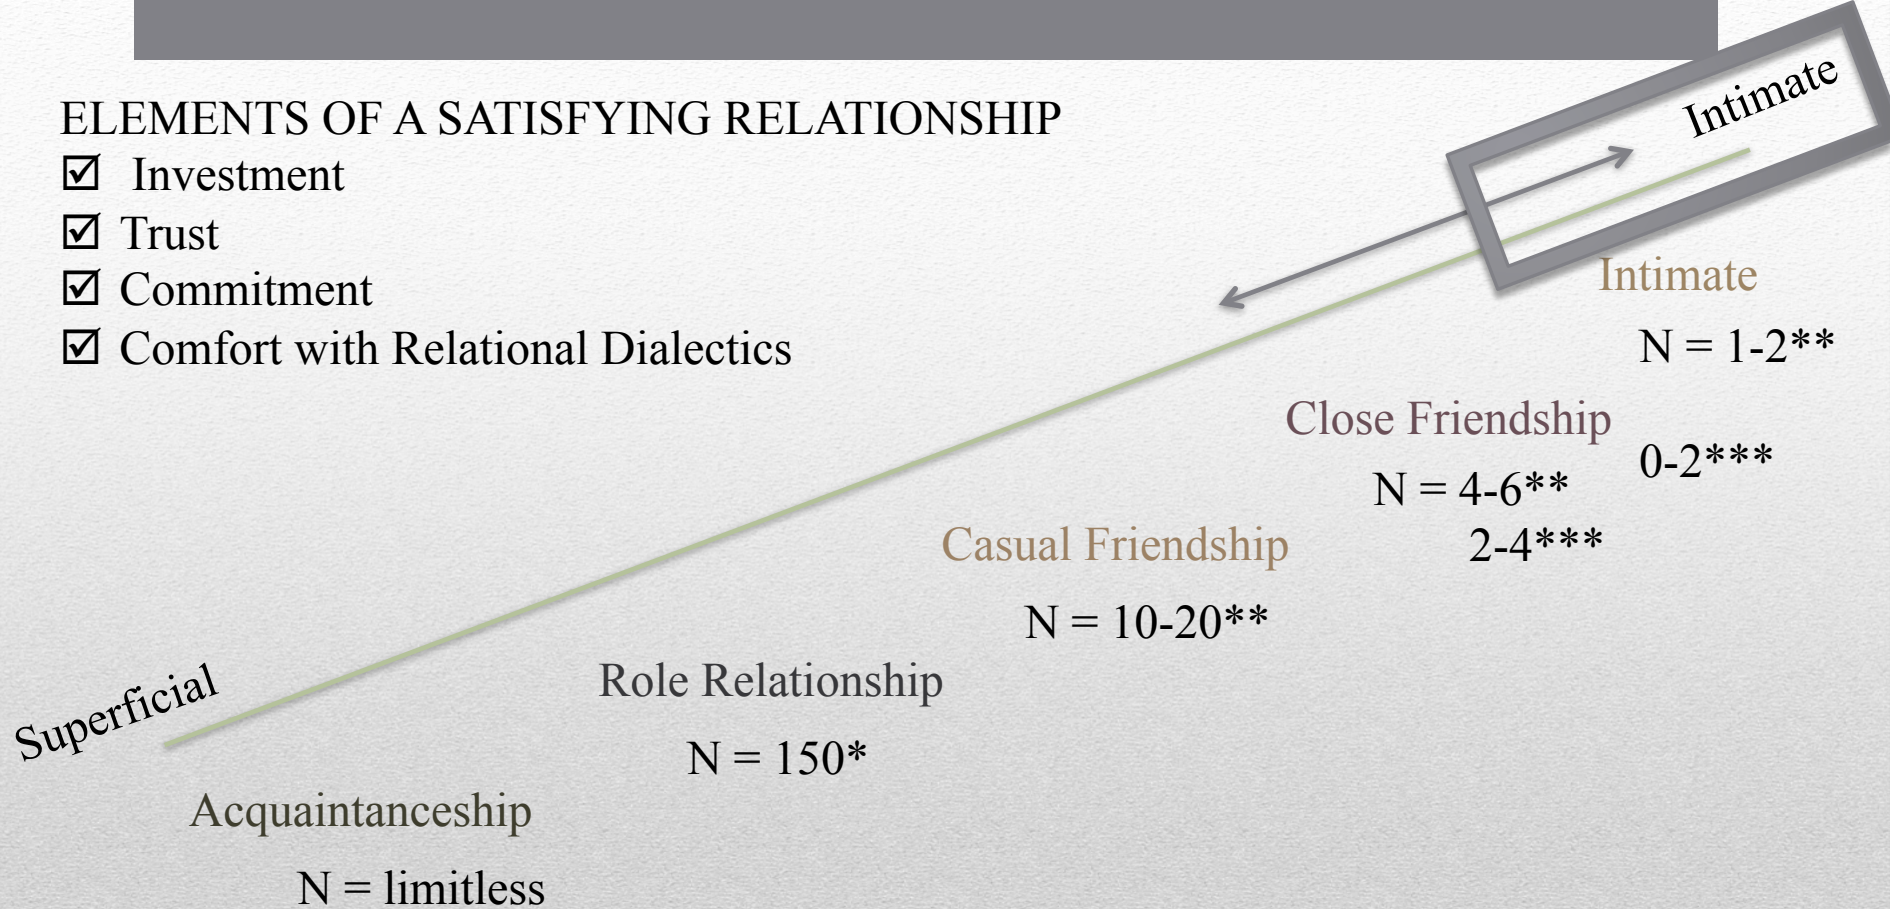 ELEMENTS OF A SATISFYING RELATIONSHIP
☑ Investment
☑ Trust
☑ Commitment
☑ Comfort with Relational Dialectics
Intimate
Intimate
N = 1-2**
0-2***
Close Friendship
N = 4-6**
2-4***
Casual Friendship
N = 10-20**
Role Relationship
N = 150*
Superficial
Acquaintanceship
N = limitless